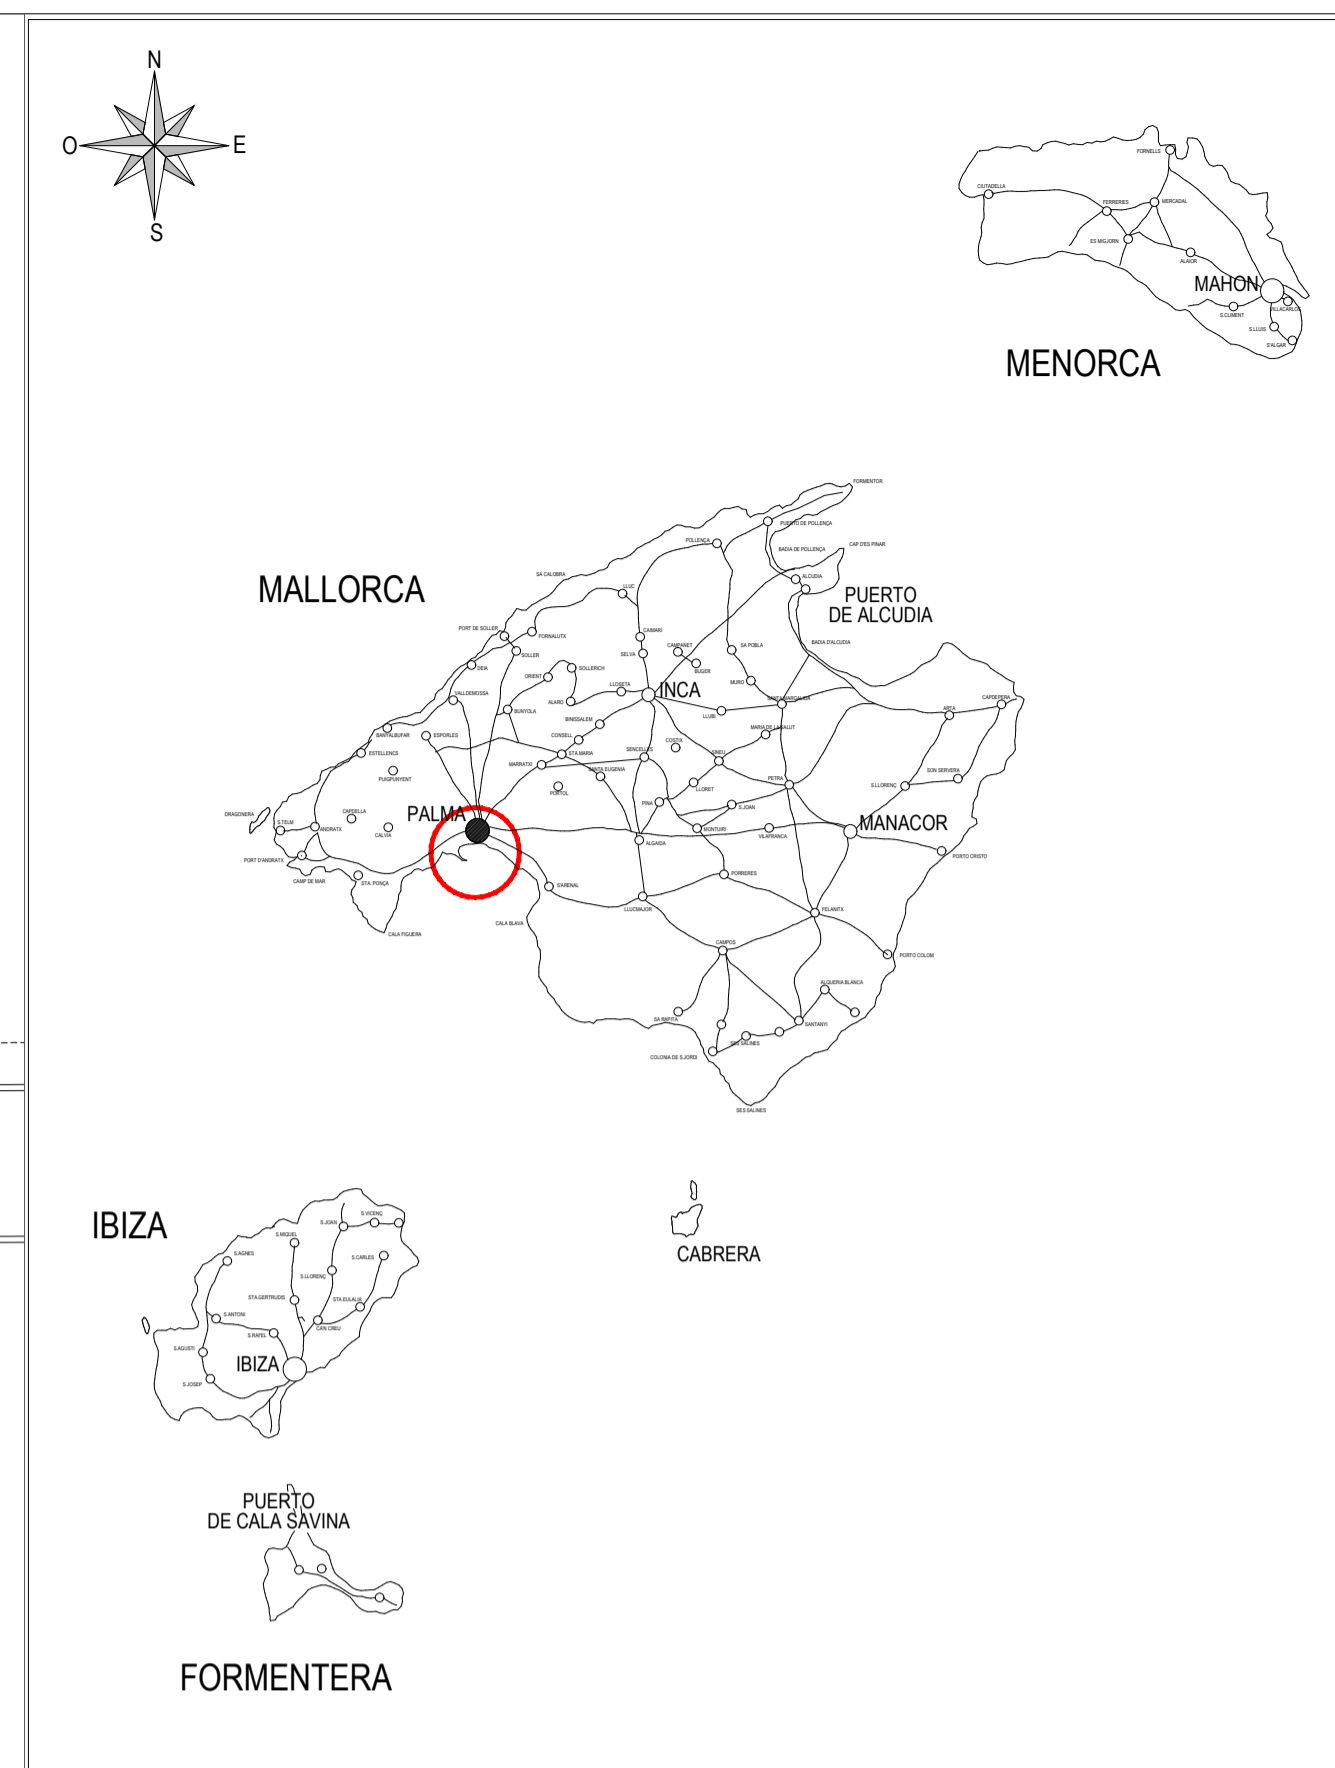 N
O
E
S
FORNELLS
CIUTADELLA
FERRERIES
MERCADAL
ES MIGJORN
ALAIOR
MAHON
VILLACARLOS
S.CLIMENT
S.LLUIS
S'ALGAR
MENORCA
FORMENTOR
PUERTO DE POLLENÇA
POLLENÇA
BADIA DE POLLENÇA
CAP D'ES PINAR
SA CALOBRA
MALLORCA
LLUC
ALCUDIA
PUERTO
DE ALCUDIA
PORT DE SOLLER
FORNALUTX
CAIMARI
BADIA D'ALCUDIA
SOLLER
SELVA
CAMPANET
SA POBLA
DEIA
SOLLERICH
BUGER
ORIENT
LLOSETA
INCA
MURO
VALLDEMOSSA
ALARO
SANTA MARGALIDA
CAPDEPERA
BUNYOLA
LLUBI
ARTA
BINISSALEM
BANYALBUFAR
ESPORLES
CONSELL
COSTIX
MARIA DE LA SALUT
ESTELLENCS
STA.MARIA
SENCELLES
SINEU
MARRATXI
SANTA EUGENIA
PUIGPUNYENT
PORTOL
LLORET
PETRA
S.LLORENÇ
SON SERVERA
PINA
S.JOAN
DRAGONERA
S.TELM
CAPDELLA
PALMA
ANDRATX
CALVIA
MONTUIRI
VILAFRANCA
MANACOR
ALGAIDA
PORT D'ANDRATX
PORTO CRISTO
CAMP DE MAR
STA. PONÇA
S'ARENAL
PORRERES
LLUCMAJOR
FELANITX
CALA BLAVA
CALA FIGUERA
CAMPOS
PORTO COLOM
ALQUERIA BLANCA
SA RAPITA
SANTANYI
SES SALINES
COLONIA DE S.JORDI
SES SALINES
IBIZA
S.VICENÇ
S.JOAN
S.MIQUEL
S.AGNES
S.CARLES
S.LLORENÇ
STA.GERTRUDIS
STA.EULALIA
S.ANTONI
CAN CREU
S.RAFEL
S.AGUSTI
IBIZA
S.JOSEP
CABRERA
PUERTO
DE CALA SAVINA
FORMENTERA